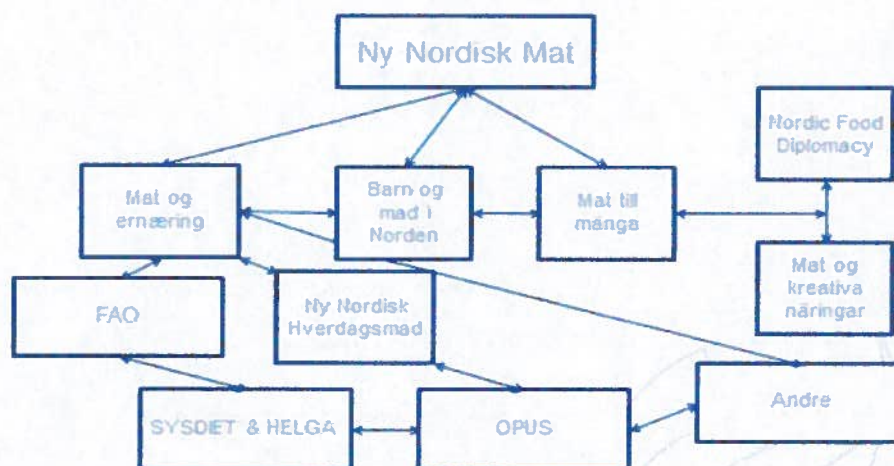 Ny Nordisk Mat
Nordic Food
Diplomacy
Mat og
ernæring
Barn og
mad i
Norden
Mat till
många
Mat og
kreativa
näringar
FAO
Ny Nordisk
Hverdagsmad
SYSDIET & HELGA
OPUS
Andre